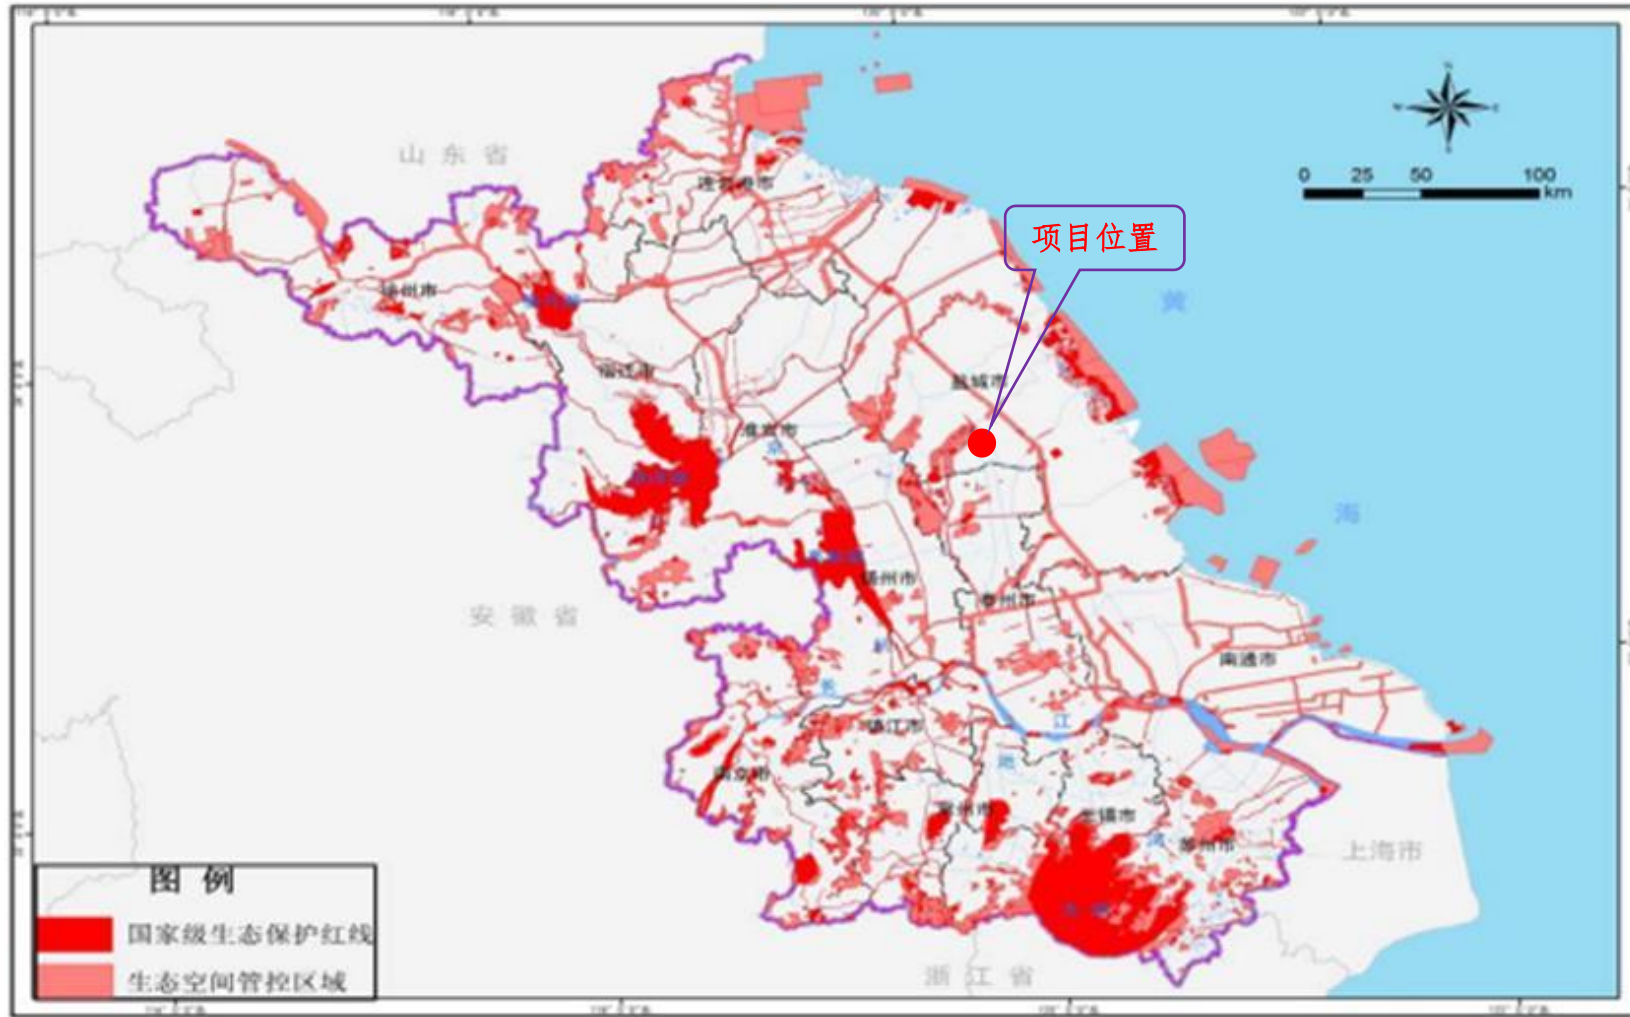 山东省
连云港市
0 25 50 100
km
项目位置
黄
徐州市
宿迁市
盐城市
淮安市
京
海
扬州市
泰州市
安徽省
南通市
长
江
镇江市
南京市
常州市
无锡市
苏州市
上海市
浙江省
图 例
国家级生态保护红线
生态空间管控区域